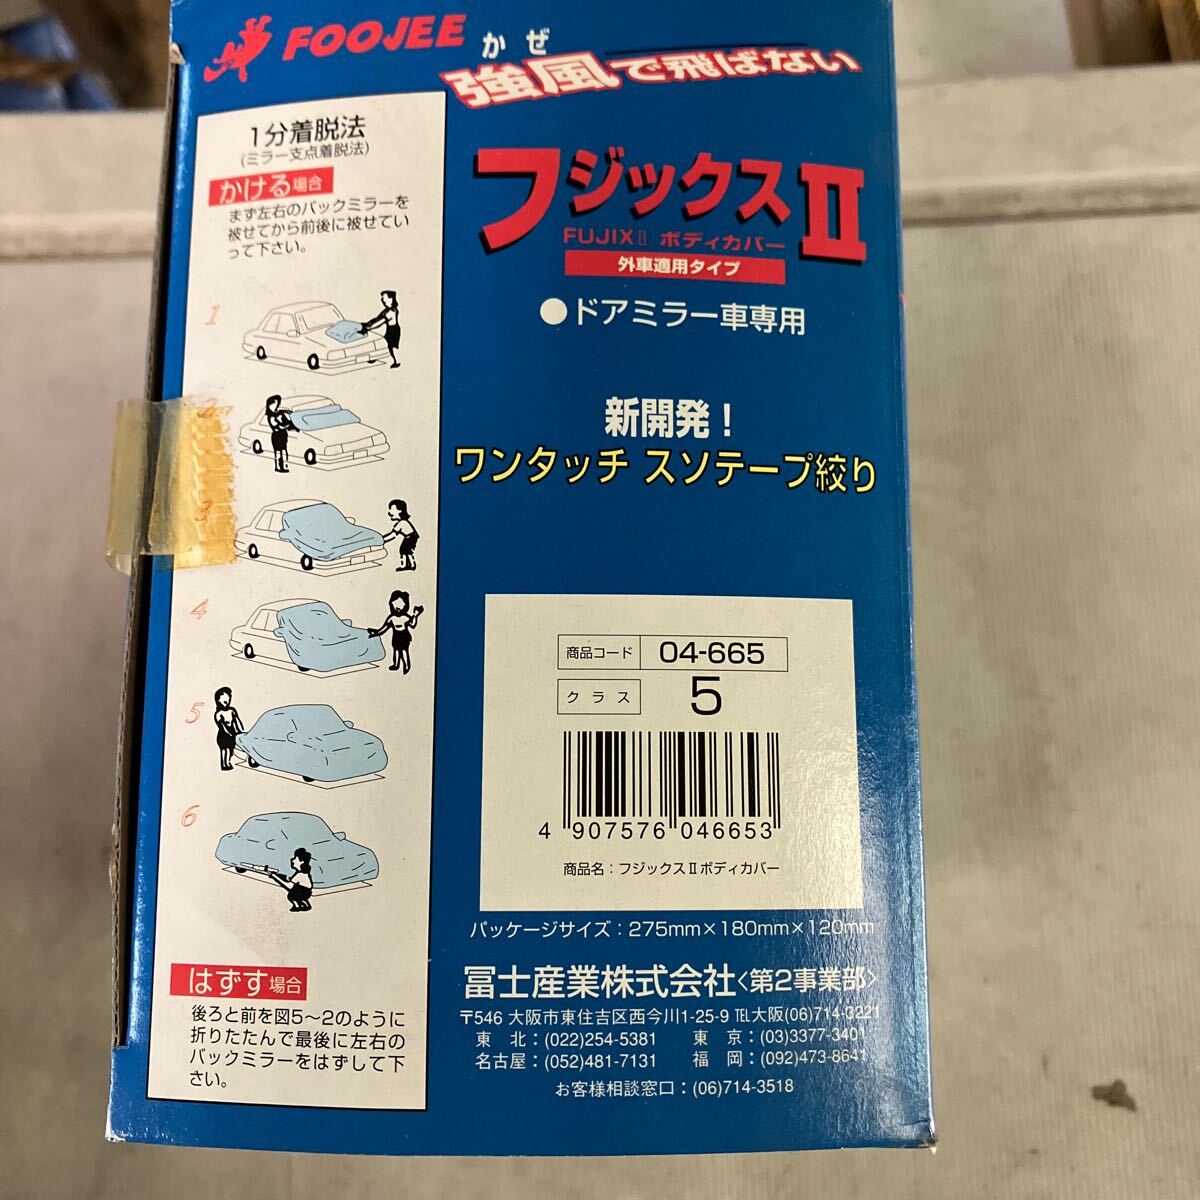 FOOJEE
かぜ
強風で飛ばない
1分着脱法
(ミラー支点着脱法)
かける場合
まず左右のバックミラーを
被せてから前後に被せてい
って下さい。
1
2
3
4
5
6
はずす場合
後ろと前を図5〜2のように
折りたたんで最後に左右の
バックミラーをはずして下
さい。
フジックスⅡ
FUJIXⅡ ボディカバー
外車適用タイプ
●ドアミラー車専用
新開発！
ワンタッチ スソテープ絞り
商品コード 04-665
クラス 5
4 907576 046653
商品名：フジックスⅡボディカバー
パッケージサイズ：275mm×180mm×120mm
冨士産業株式会社〈第2事業部〉
〒546 大阪市東住吉区西今川1-25-9 ℡大阪(06)714-3221
東北：(022)254-5381 東京：(03)3377-3401
名古屋：(052)481-7131 福岡：(092)473-8641
お客様相談窓口：(06)714-3518